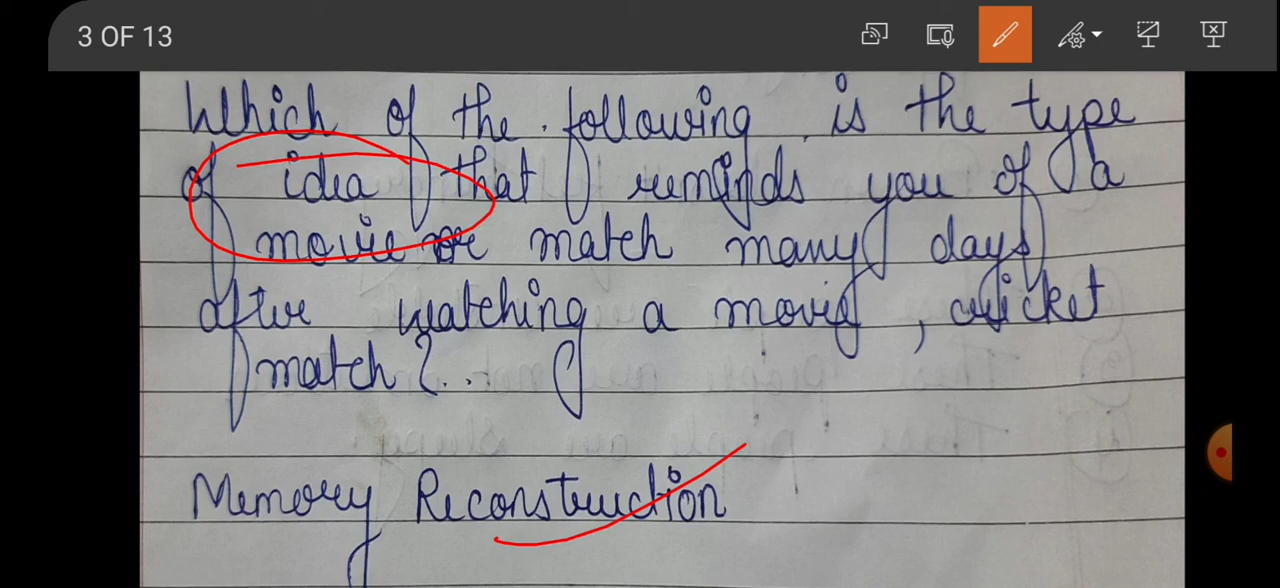 3 OF 13
Which of the following is the type
of idea that reminds you of a
movie or match many days
after watching a movie, cricket
match ?...
Memory Reconstruction